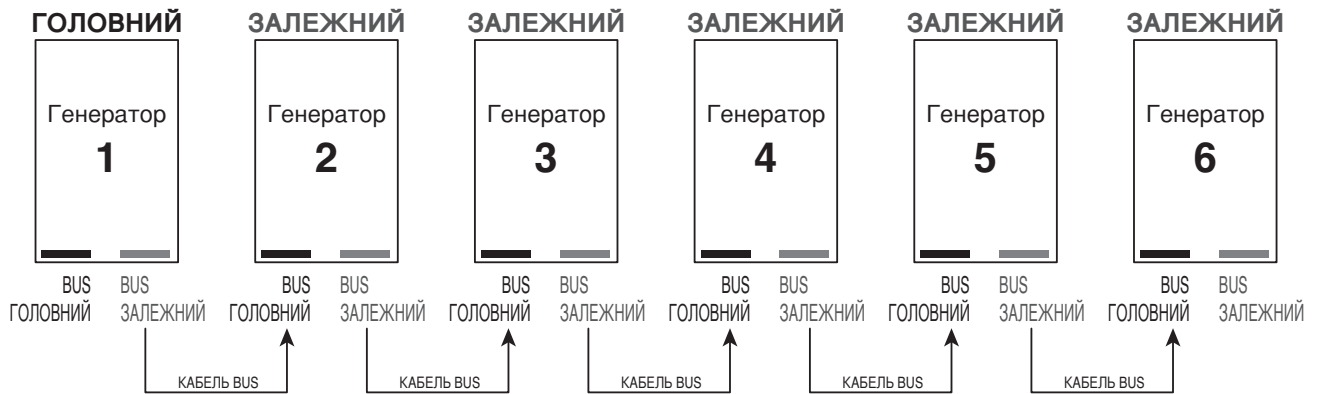 ГОЛОВНИЙ ЗАЛЕЖНИЙ ЗАЛЕЖНИЙ ЗАЛЕЖНИЙ ЗАЛЕЖНИЙ ЗАЛЕЖНИЙ
Генератор Генератор Генератор Генератор Генератор Генератор
1 2 3 4 5 6
BUS BUS BUS BUS BUS BUS BUS BUS BUS BUS BUS BUS
ГОЛОВНИЙ ЗАЛЕЖНИЙ ГОЛОВНИЙ ЗАЛЕЖНИЙ ГОЛОВНИЙ ЗАЛЕЖНИЙ ГОЛОВНИЙ ЗАЛЕЖНИЙ ГОЛОВНИЙ ЗАЛЕЖНИЙ ГОЛОВНИЙ ЗАЛЕЖНИЙ
КАБЕЛЬ BUS КАБЕЛЬ BUS КАБЕЛЬ BUS КАБЕЛЬ BUS КАБЕЛЬ BUS